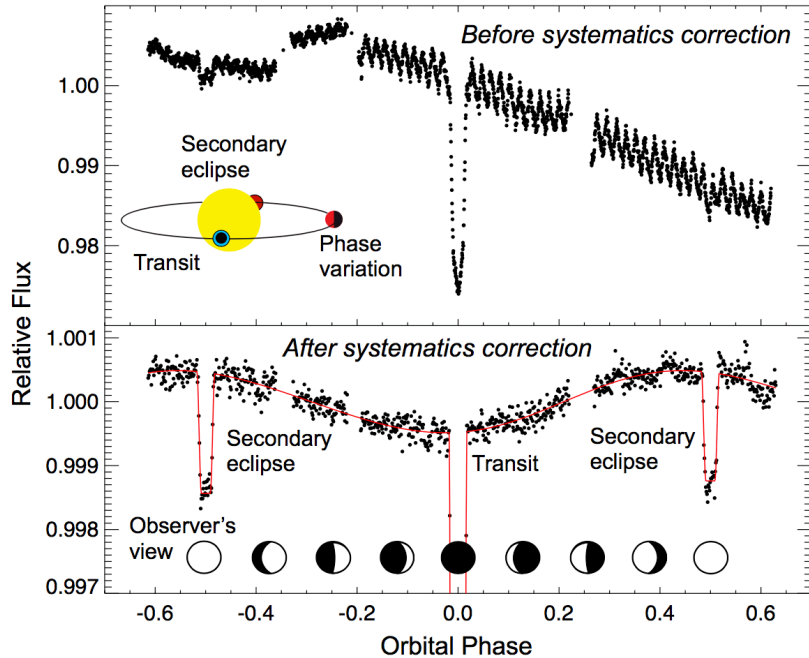 Before systematics correction
1.00
0.99
0.98
Secondary
eclipse
Transit
Phase
variation
Relative Flux
After systematics correction
1.001
1.000
0.999
0.998
0.997
Secondary
eclipse
Transit
Secondary
eclipse
Observer's
view
-0.6
-0.4
-0.2
0.0
0.2
0.4
0.6
Orbital Phase